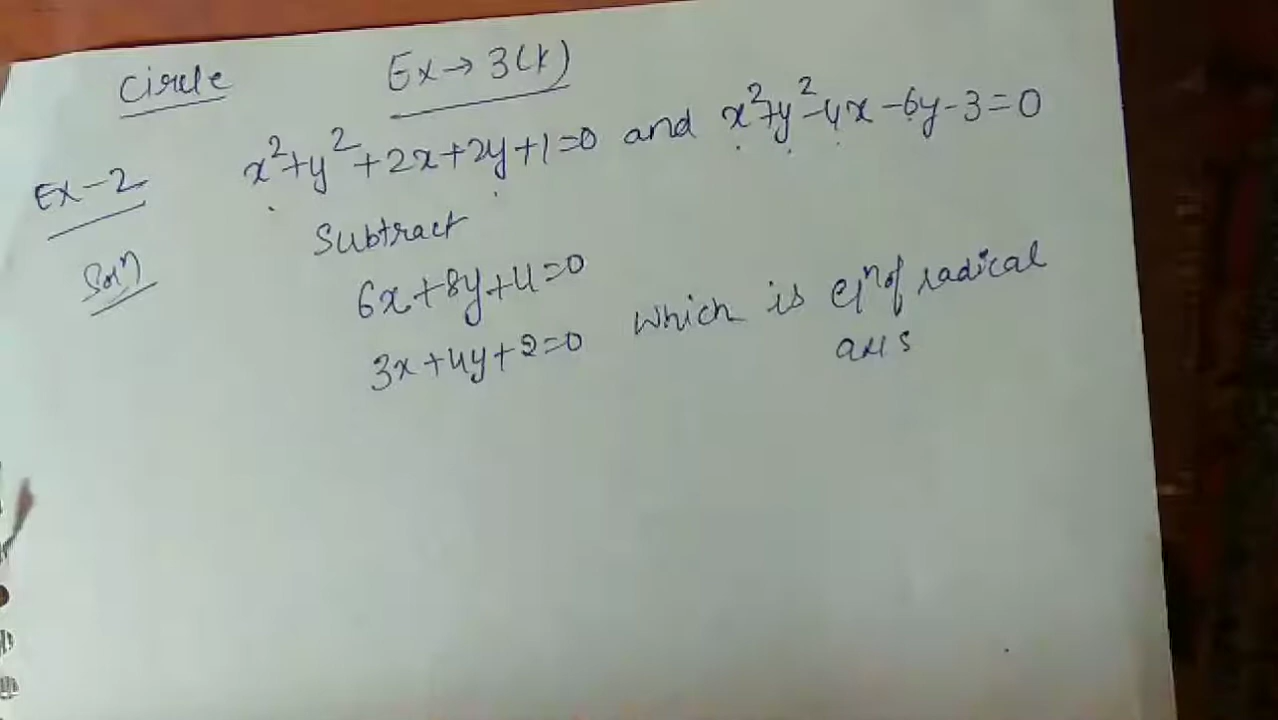 Circle Ex→3(k)
Ex-2 x²+y²+2x+2y+1=0 and x²+y²-4x-6y-3=0
Solⁿ Subtract
6x+8y+4=0
3x+4y+2=0 which is eqⁿ of radical
axis